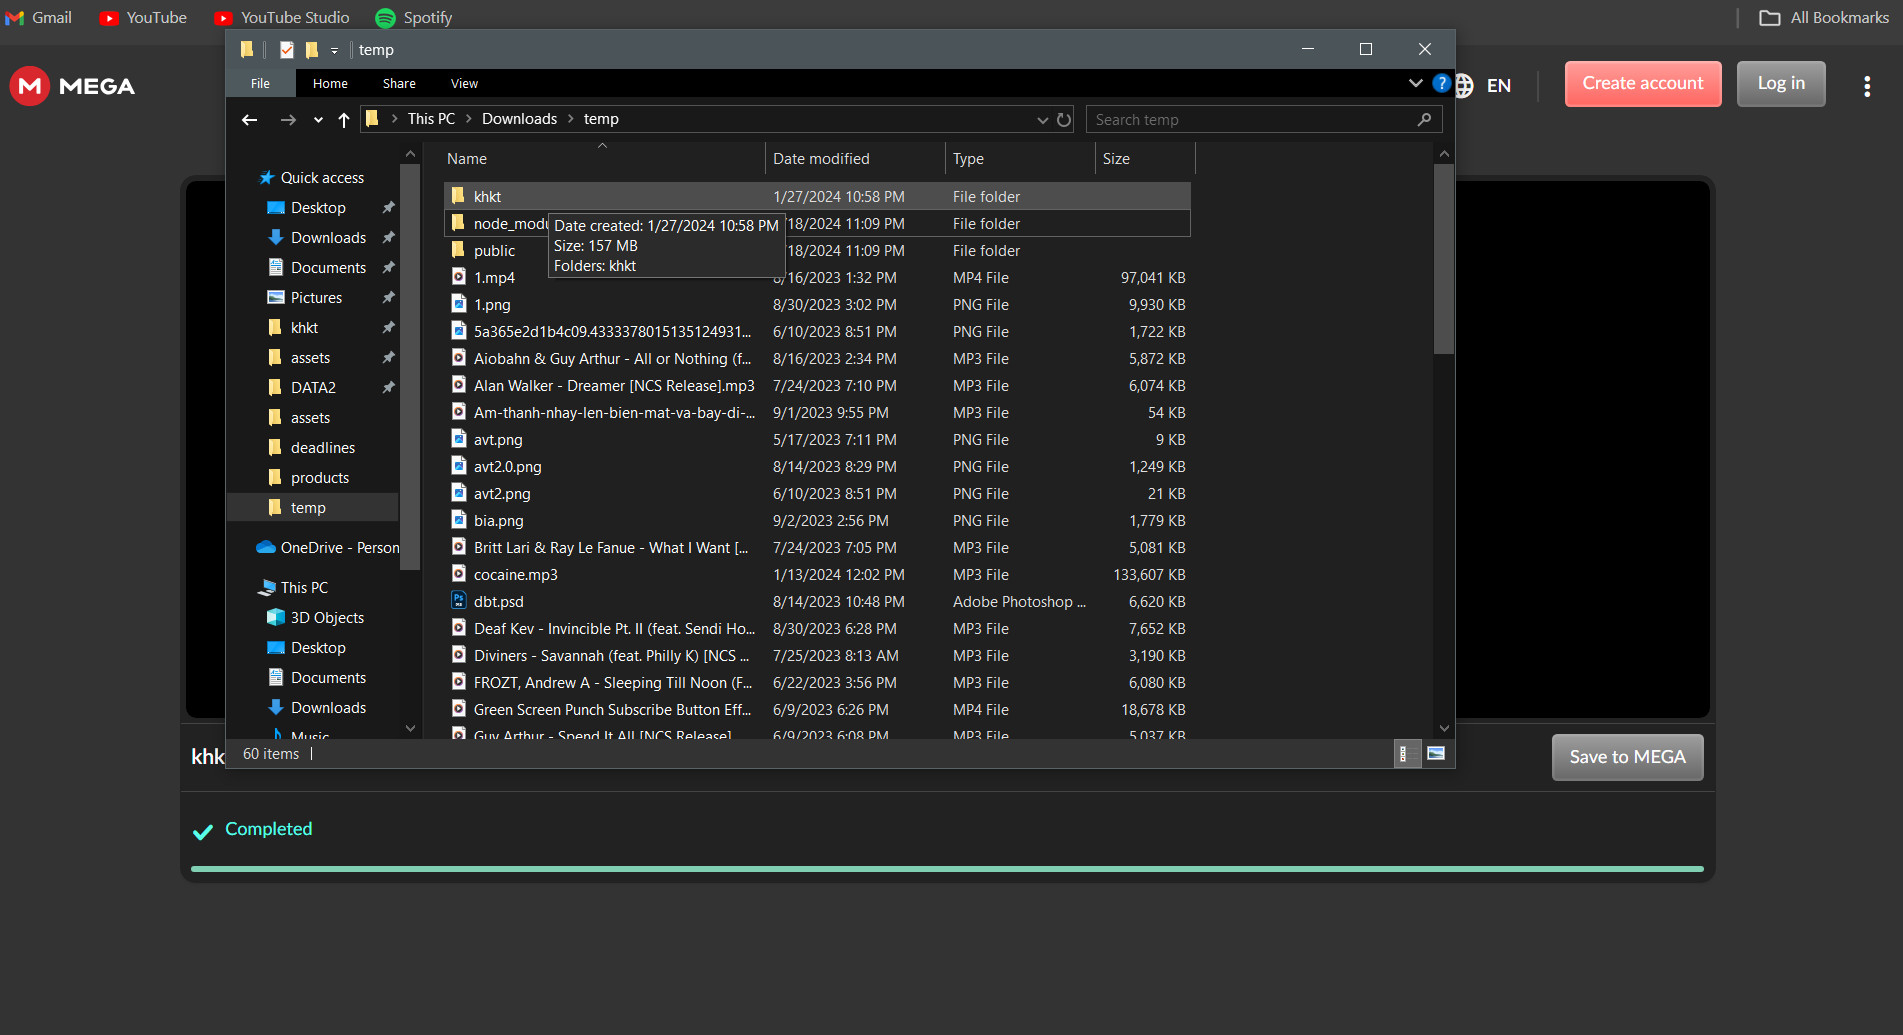 Gmail YouTube YouTube Studio Spotify All Bookmarks
temp
File Home Share View
MEGA EN Create account Log in
This PC Downloads temp Search temp
Name Date modified Type Size
Quick access
Desktop
Downloads
Documents
Pictures
khkt
assets
DATA2
assets
deadlines
products
temp
OneDrive - Person
This PC
3D Objects
Desktop
Documents
Downloads
Music
khkt 1/27/2024 10:58 PM File folder
node_modu /18/2024 11:09 PM File folder
Date created: 1/27/2024 10:58 PM
Size: 157 MB
Folders: khkt
public /18/2024 11:09 PM File folder
1.mp4 /16/2023 1:32 PM MP4 File 97,041 KB
1.png 8/30/2023 3:02 PM PNG File 9,930 KB
5a365e2d1b4c09.4333378015135124931... 6/10/2023 8:51 PM PNG File 1,722 KB
Aiobahn & Guy Arthur - All or Nothing (f... 8/16/2023 2:34 PM MP3 File 5,872 KB
Alan Walker - Dreamer [NCS Release].mp3 7/24/2023 7:10 PM MP3 File 6,074 KB
Am-thanh-nhay-len-bien-mat-va-bay-di-... 9/1/2023 9:55 PM MP3 File 54 KB
avt.png 5/17/2023 7:11 PM PNG File 9 KB
avt2.0.png 8/14/2023 8:29 PM PNG File 1,249 KB
avt2.png 6/10/2023 8:51 PM PNG File 21 KB
bia.png 9/2/2023 2:56 PM PNG File 1,779 KB
Britt Lari & Ray Le Fanue - What I Want [... 7/24/2023 7:05 PM MP3 File 5,081 KB
cocaine.mp3 1/13/2024 12:02 PM MP3 File 133,607 KB
dbt.psd 8/14/2023 10:48 PM Adobe Photoshop ... 6,620 KB
Deaf Kev - Invincible Pt. II (feat. Sendi Ho... 8/30/2023 6:28 PM MP3 File 7,652 KB
Diviners - Savannah (feat. Philly K) [NCS ... 7/25/2023 8:13 AM MP3 File 3,190 KB
FROZT, Andrew A - Sleeping Till Noon (F... 6/22/2023 3:56 PM MP3 File 6,080 KB
Green Screen Punch Subscribe Button Eff... 6/9/2023 6:26 PM MP4 File 18,678 KB
Guy Arthur - Spend It All [NCS Release] 6/9/2023 6:08 PM MP3 File 5,037 KB
60 items
khk Save to MEGA
Completed